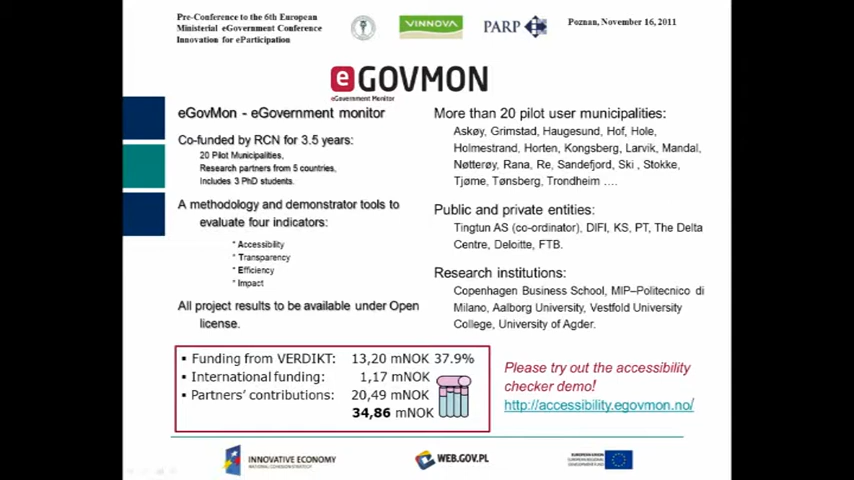 Pre-Conference to the 6th European
Ministerial eGovernment Conference
Innovation for eParticipation
VINNOVA
PARP
Poznan, November 16, 2011
eGOVMON
eGovernment Monitor
eGovMon - eGovernment monitor
Co-funded by RCN for 3.5 years:
20 Pilot Municipalities,
Research partners from 5 countries,
Includes 3 PhD students.
A methodology and demonstrator tools to
evaluate four indicators:
* Accessibility
* Transparency
* Efficiency
* Impact
All project results to be available under Open
license.
More than 20 pilot user municipalities:
Askøy, Grimstad, Haugesund, Hof, Hole,
Holmestrand, Horten, Kongsberg, Larvik, Mandal,
Nøtterøy, Rana, Re, Sandefjord, Ski , Stokke,
Tjøme, Tønsberg, Trondheim ....
Public and private entities:
Tingtun AS (co-ordinator), DIFI, KS, PT, The Delta
Centre, Deloitte, FTB.
Research institutions:
Copenhagen Business School, MIP–Politecnico di
Milano, Aalborg University, Vestfold University
College, University of Agder.
▪ Funding from VERDIKT: 13,20 mNOK 37.9%
▪ International funding: 1,17 mNOK
▪ Partners' contributions: 20,49 mNOK
34,86 mNOK
Please try out the accessibility
checker demo!
http://accessibility.egovmon.no/
INNOVATIVE ECONOMY
NATIONAL COHESION STRATEGY
WEB.GOV.PL
EUROPEAN UNION
EUROPEAN REGIONAL
DEVELOPMENT FUND